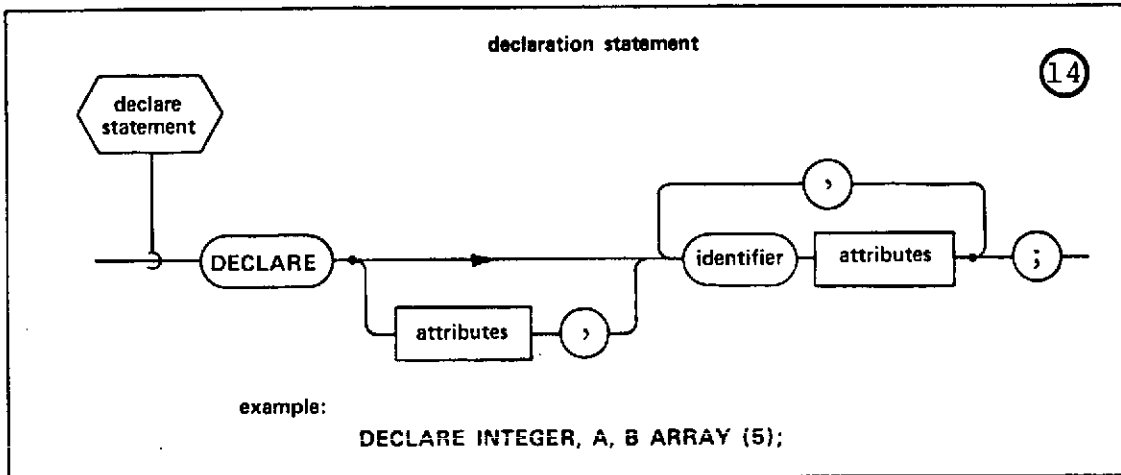 declaration statement
14
declare
statement
,
DECLARE
identifier
attributes
;
attributes
,
example:
DECLARE INTEGER, A, B ARRAY (5);